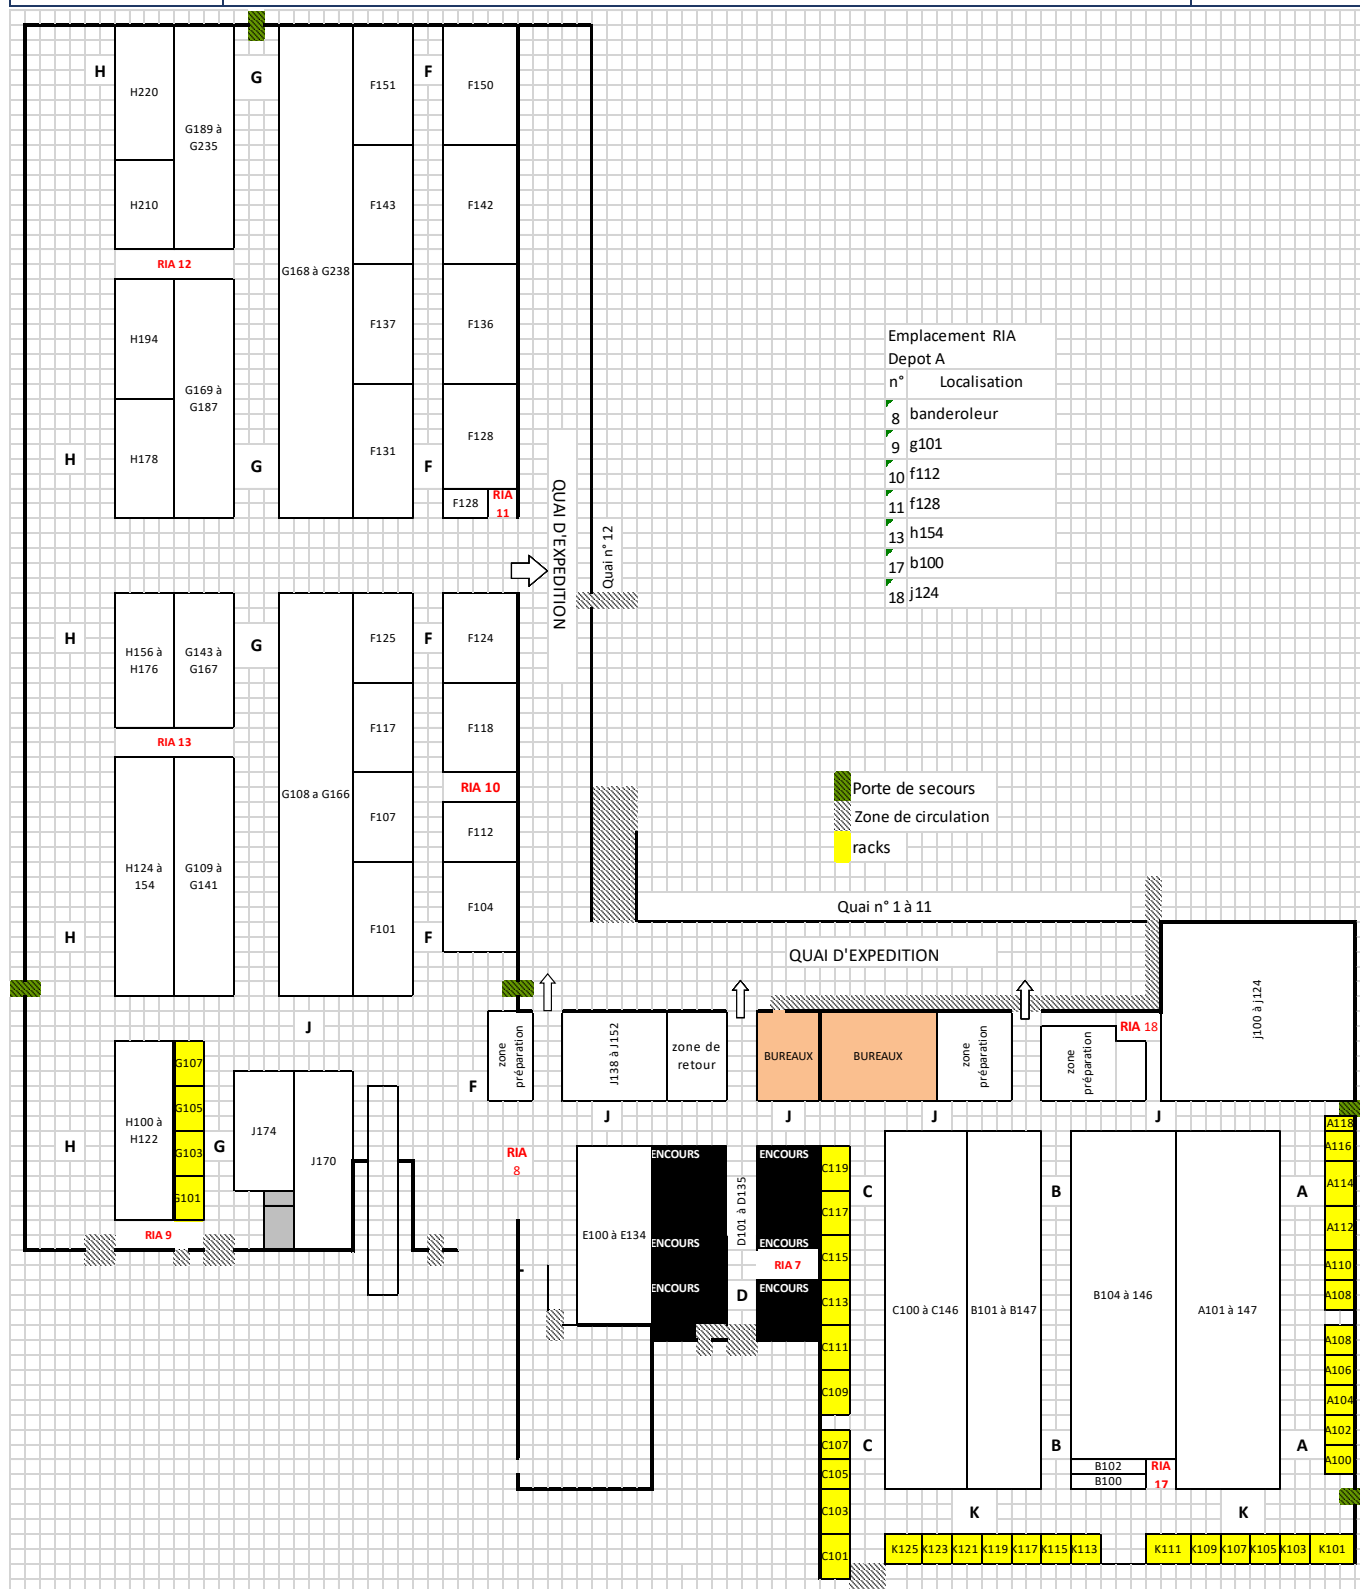 H
H220
G189 à
G235
G
F151
F
F150
H210
F143
F142
RIA 12
G168 à G238
H194
G169 à
G187
F137
F136
H178
F131
F128
H
G
F
F128
RIA
11
QUAI D'EXPEDITION
Quai n° 12
Emplacement RIA
Depot A
n° Localisation
8 banderoleur
9 g101
10 f112
11 f128
13 h154
17 b100
18 j124
H
H156 à
H176
G143 à
G167
G
F125
F
F124
F117
F118
RIA 13
G108 a G166
RIA 10
F107
F112
H124 à
154
G109 à
G141
F101
F104
H
F
Porte de secours
Zone de circulation
racks
Quai n° 1 à 11
QUAI D'EXPEDITION
J
zone
préparation
F
J138 à J152
zone de
retour
BUREAUX
BUREAUX
zone
préparation
zone
préparation
RIA 18
j100 à j124
J
J
J
J
H
H100 à
H122
G107
G105
G103
G101
G
J174
J170
RIA 9
RIA
8
E100 à E134
ENCOURS
ENCOURS
ENCOURS
D101 à D135
D
ENCOURS
ENCOURS
RIA 7
ENCOURS
C119
C117
C115
C113
C111
C109
C107
C105
C103
C101
C
C
C100 à C146
B101 à B147
B
B
B104 à 146
A101 à 147
B102
B100
RIA
17
A
A
A118
A116
A114
A112
A110
A108
A108
A106
A104
A102
A100
K
K
K125 K123 K121 K119 K117 K115 K113
K111 K109 K107 K105 K103 K101